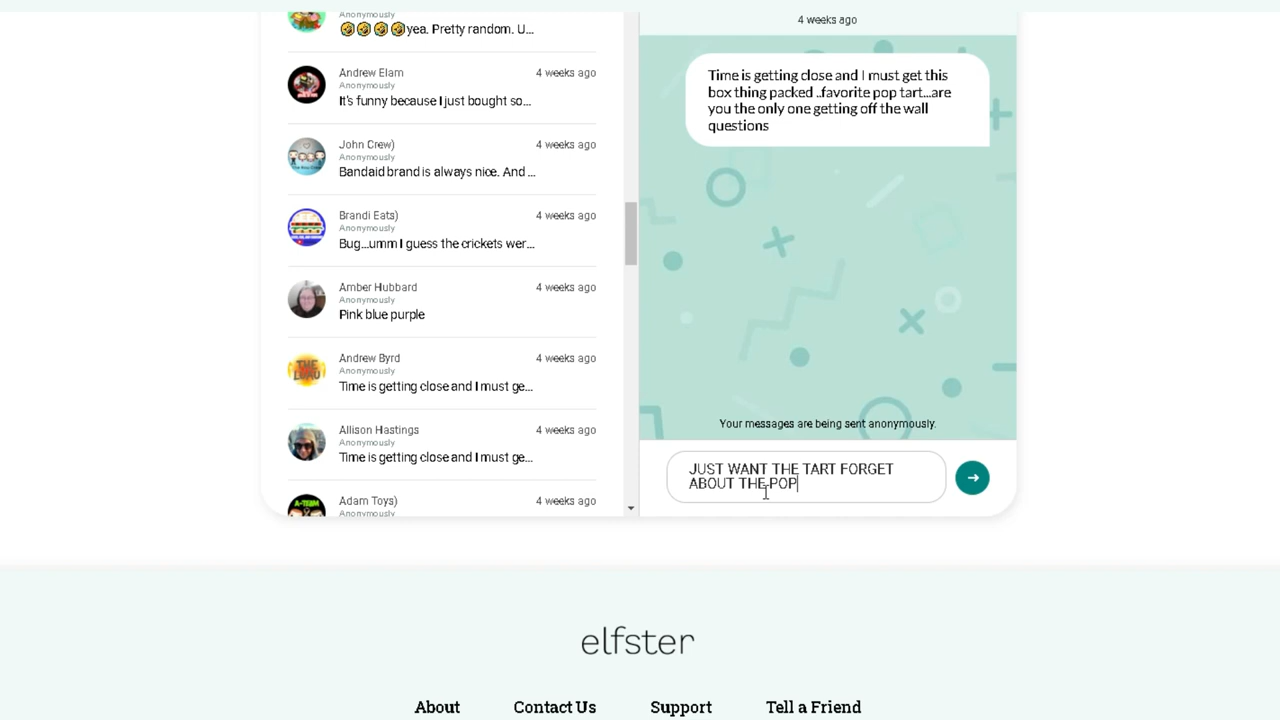 Anonymously
🤣🤣🤣🤣yea. Pretty random. U...
Andrew Elam
4 weeks ago
Anonymously
It's funny because I just bought so...
John Crew)
4 weeks ago
Anonymously
Bandaid brand is always nice. And ...
Brandi Eats)
4 weeks ago
Anonymously
Bug...umm I guess the crickets wer...
Amber Hubbard
4 weeks ago
Anonymously
Pink blue purple
Andrew Byrd
4 weeks ago
Anonymously
Time is getting close and I must ge...
Allison Hastings
4 weeks ago
Anonymously
Time is getting close and I must ge...
Adam Toys)
4 weeks ago
Anonymously
4 weeks ago
Time is getting close and I must get this
box thing packed ..favorite pop tart...are
you the only one getting off the wall
questions
Your messages are being sent anonymously.
JUST WANT THE TART FORGET
ABOUT THE POP
elfster
About
Contact Us
Support
Tell a Friend